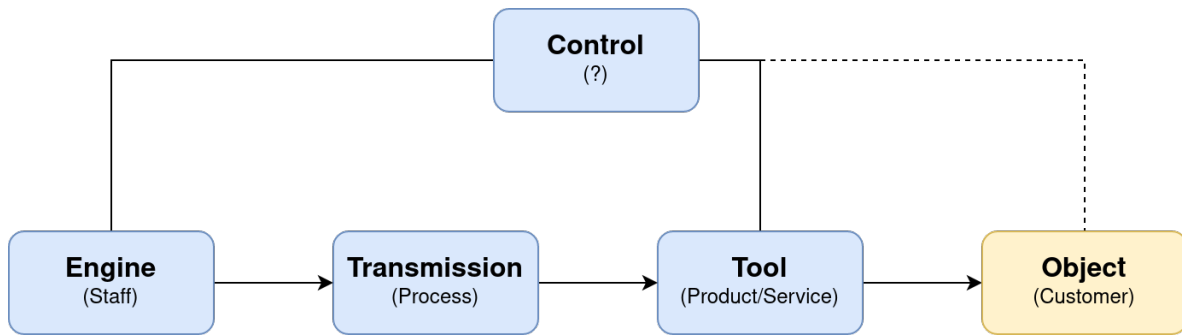 Control
(?)
Engine
(Staff)
Transmission
(Process)
Tool
(Product/Service)
Object
(Customer)